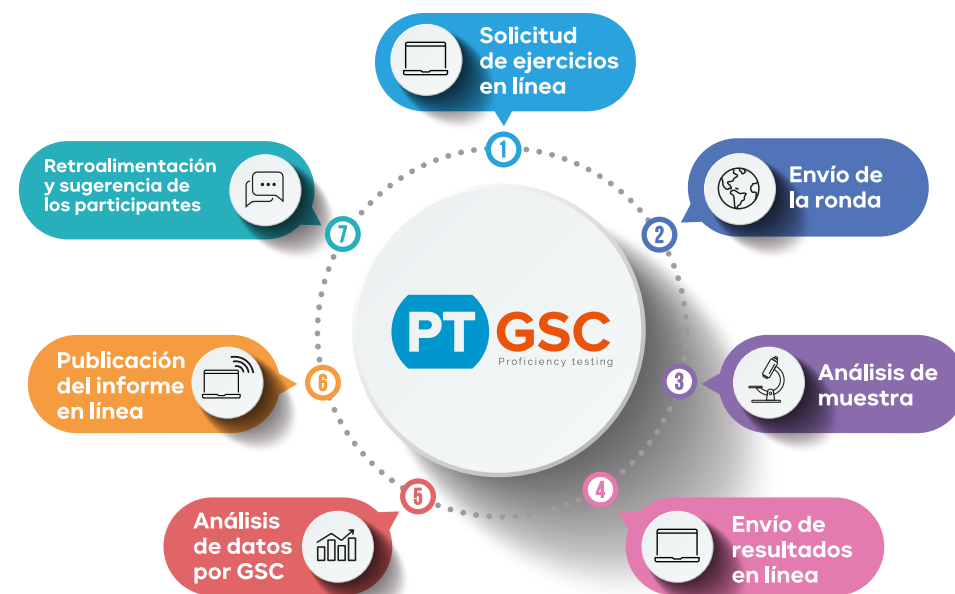 Solicitud
de ejercicios
en línea
1
Envío de
la ronda
2
Análisis de
muestra
3
Envío de
resultados
en línea
4
Análisis
de datos
por GSC
5
Publicación
del informe
en línea
6
Retroalimentación
y sugerencia de
los participantes
7
PT GSC
Proficiency testing